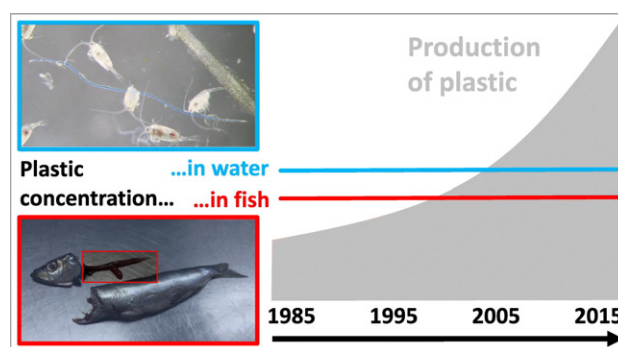 Production
of plastic
Plastic
concentration...
...in water
...in fish
1985 1995 2005 2015